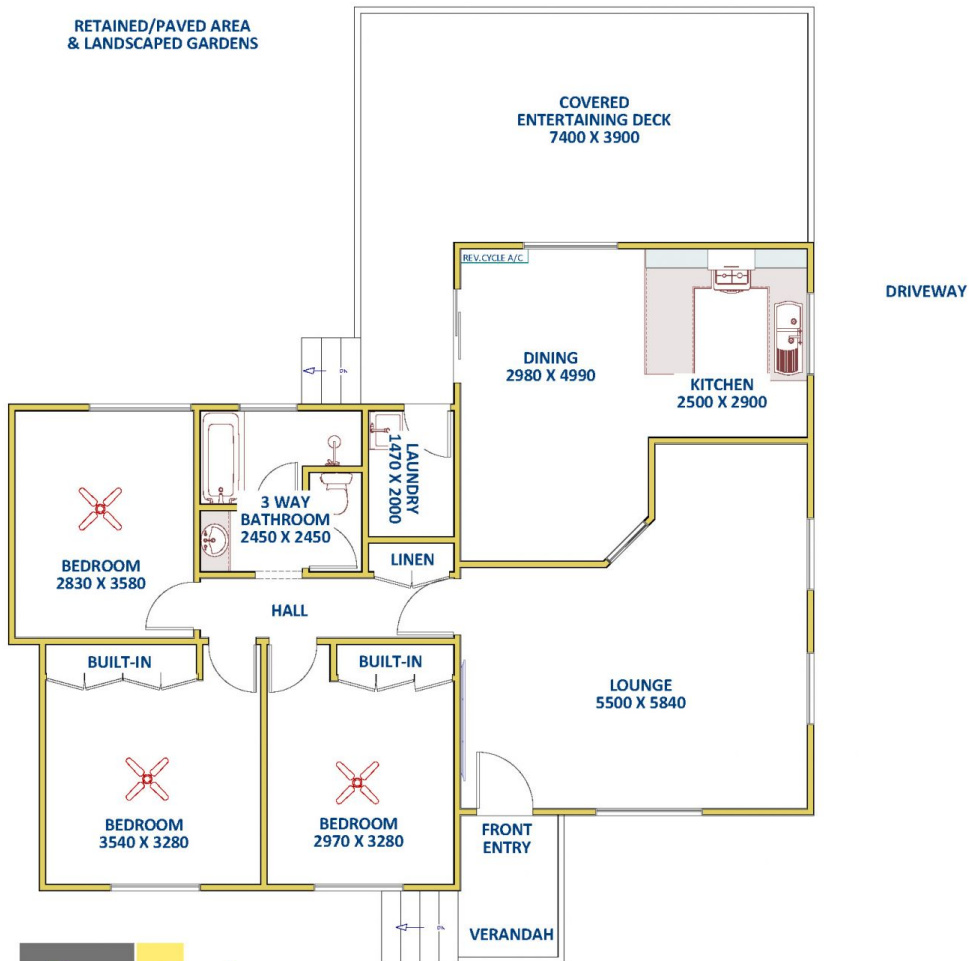 RETAINED/PAVED AREA
& LANDSCAPED GARDENS
COVERED
ENTERTAINING DECK
7400 X 3900
REV.CYCLE A/C
DRIVEWAY
DINING
2980 X 4990
KITCHEN
2500 X 2900
LAUNDRY
1470 X 2000
3 WAY
BATHROOM
2450 X 2450
BEDROOM
2830 X 3580
LINEN
HALL
BUILT-IN
BUILT-IN
LOUNGE
5500 X 5840
BEDROOM
3540 X 3280
BEDROOM
2970 X 3280
FRONT
ENTRY
VERANDAH